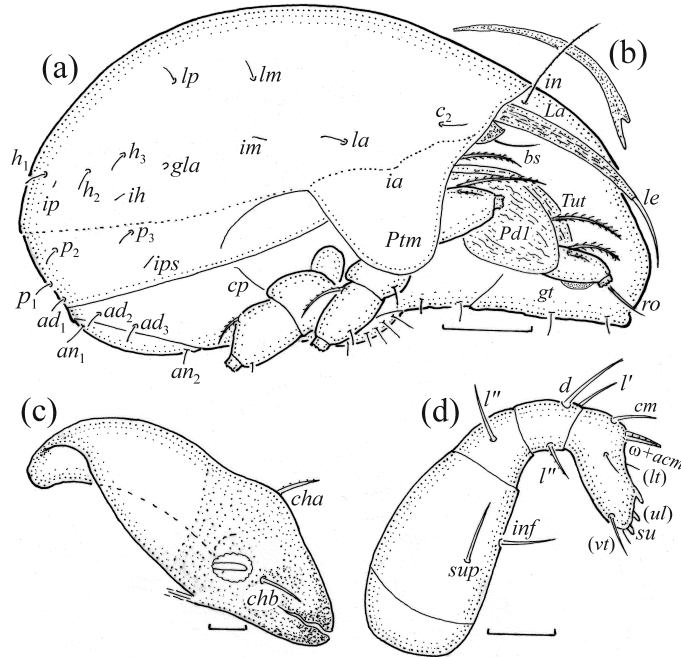 (a)
(b)
lp
lm
in
La
c₂
h₁
h₃
im
la
gla
bs
ip
h₂
ih
ia
le
Tut
p₂
p₃
Ptm
Pd1
ips
p₁
cp
gt
ro
ad₁
ad₂
ad₃
an₁
an₂
(c)
(d)
d
l'
l"
cm
ω+acm
cha
l"
(lt)
(ul)
su
inf
(vt)
sup
chb